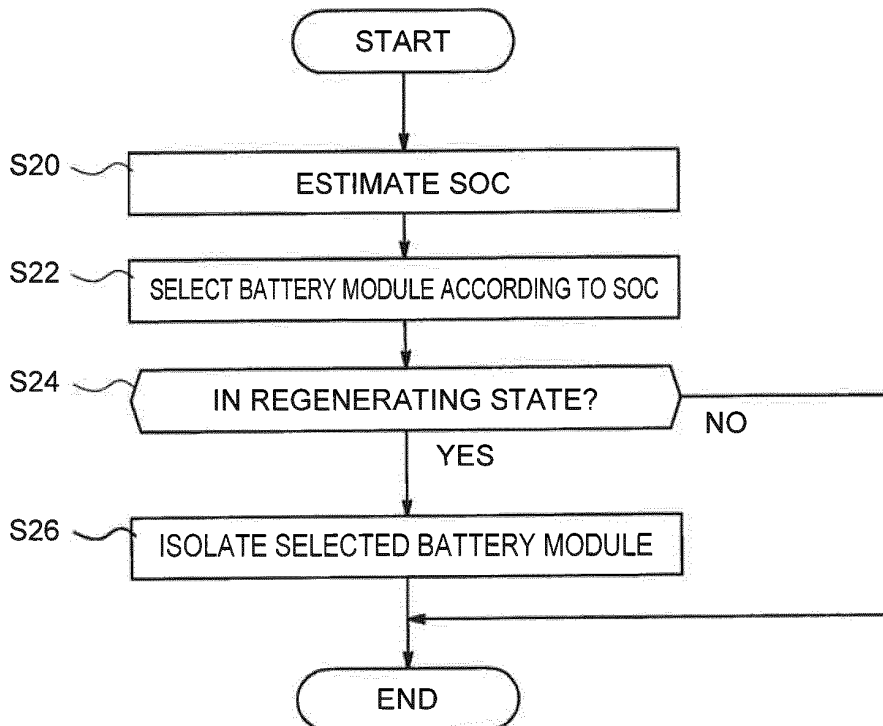 START
S20
ESTIMATE SOC
S22
SELECT BATTERY MODULE ACCORDING TO SOC
S24
IN REGENERATING STATE?
NO
YES
S26
ISOLATE SELECTED BATTERY MODULE
END